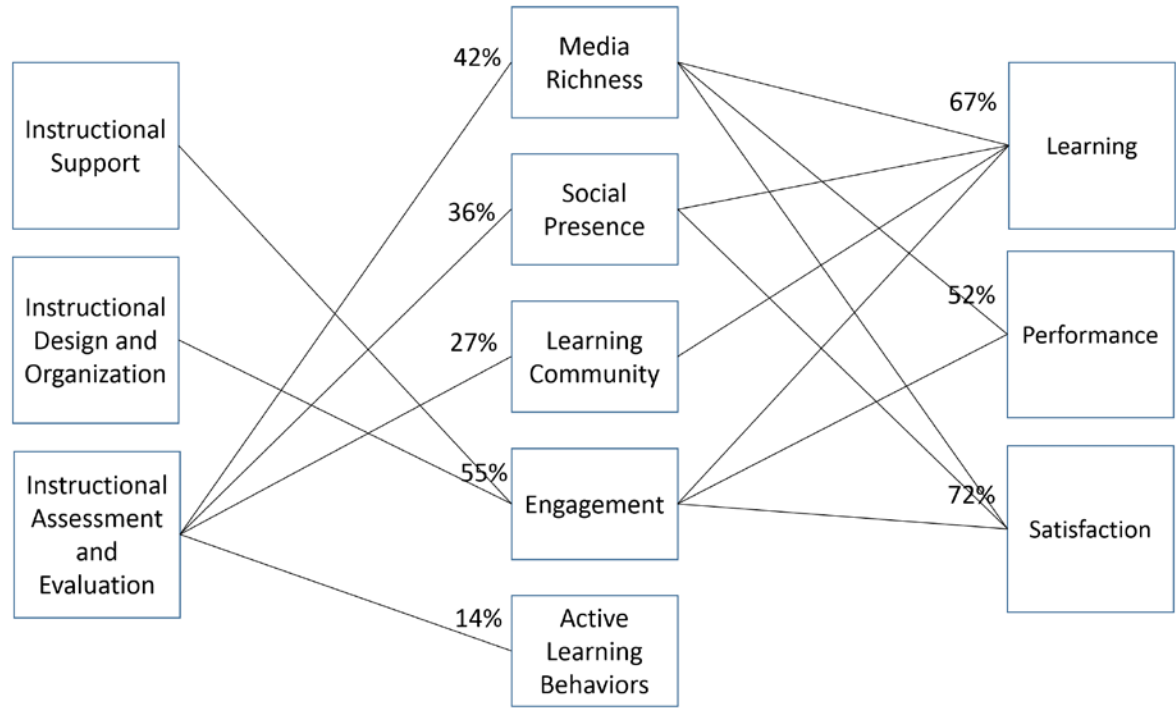 Instructional
Support
Instructional
Design and
Organization
Instructional
Assessment
and
Evaluation
42%
Media
Richness
36%
Social
Presence
27%
Learning
Community
55%
Engagement
14%
Active
Learning
Behaviors
67%
Learning
52%
Performance
72%
Satisfaction